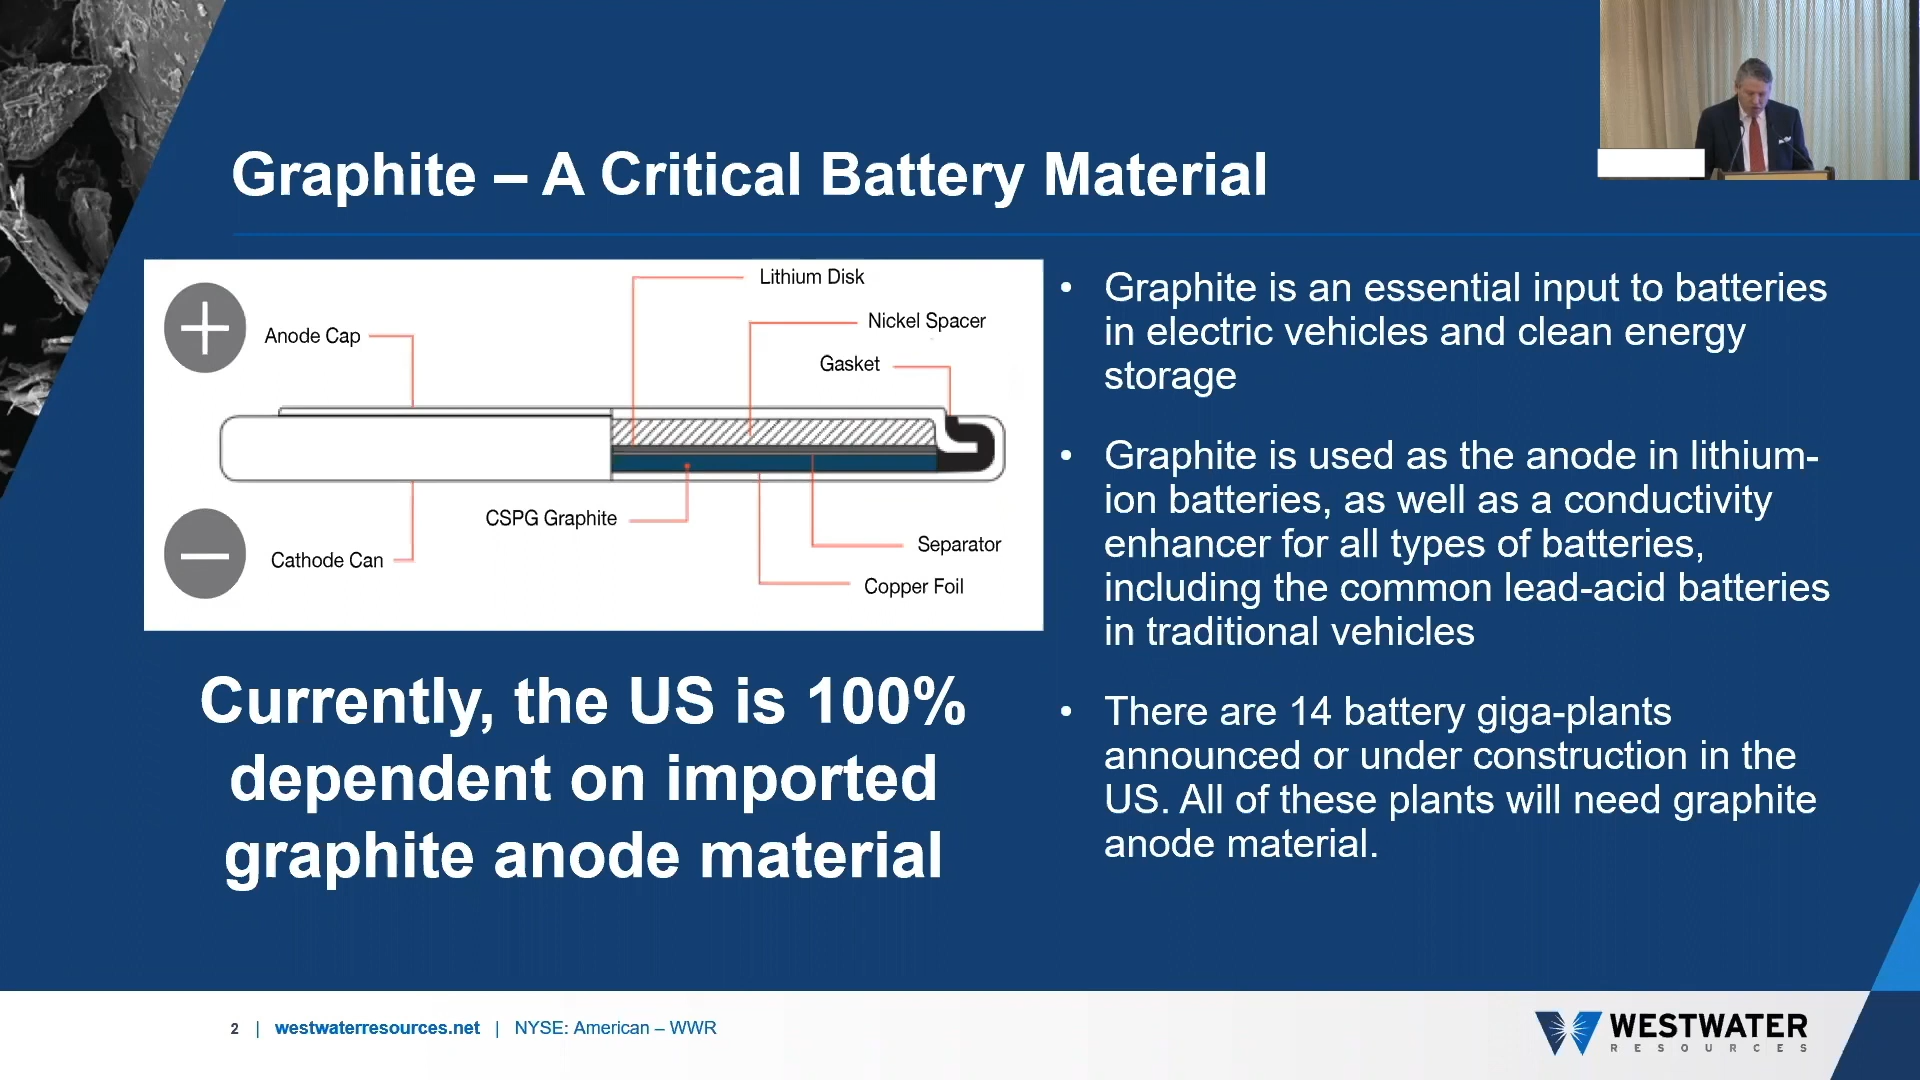 Graphite – A Critical Battery Material
Lithium Disk
Nickel Spacer
Anode Cap
Gasket
CSPG Graphite
Separator
Cathode Can
Copper Foil
Currently, the US is 100%
dependent on imported
graphite anode material
• Graphite is an essential input to batteries
in electric vehicles and clean energy
storage
• Graphite is used as the anode in lithium-
ion batteries, as well as a conductivity
enhancer for all types of batteries,
including the common lead-acid batteries
in traditional vehicles
• There are 14 battery giga-plants
announced or under construction in the
US. All of these plants will need graphite
anode material.
2 | westwaterresources.net | NYSE: American – WWR
WESTWATER
RESOURCES